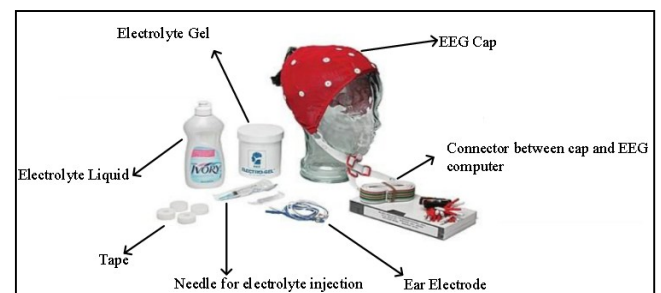 Electrolyte Gel
EEG Cap
Connector between cap and EEG
computer
Electrolyte Liquid
IVORY
ELECTRO-GEL
Tape
Needle for electrolyte injection
Ear Electrode